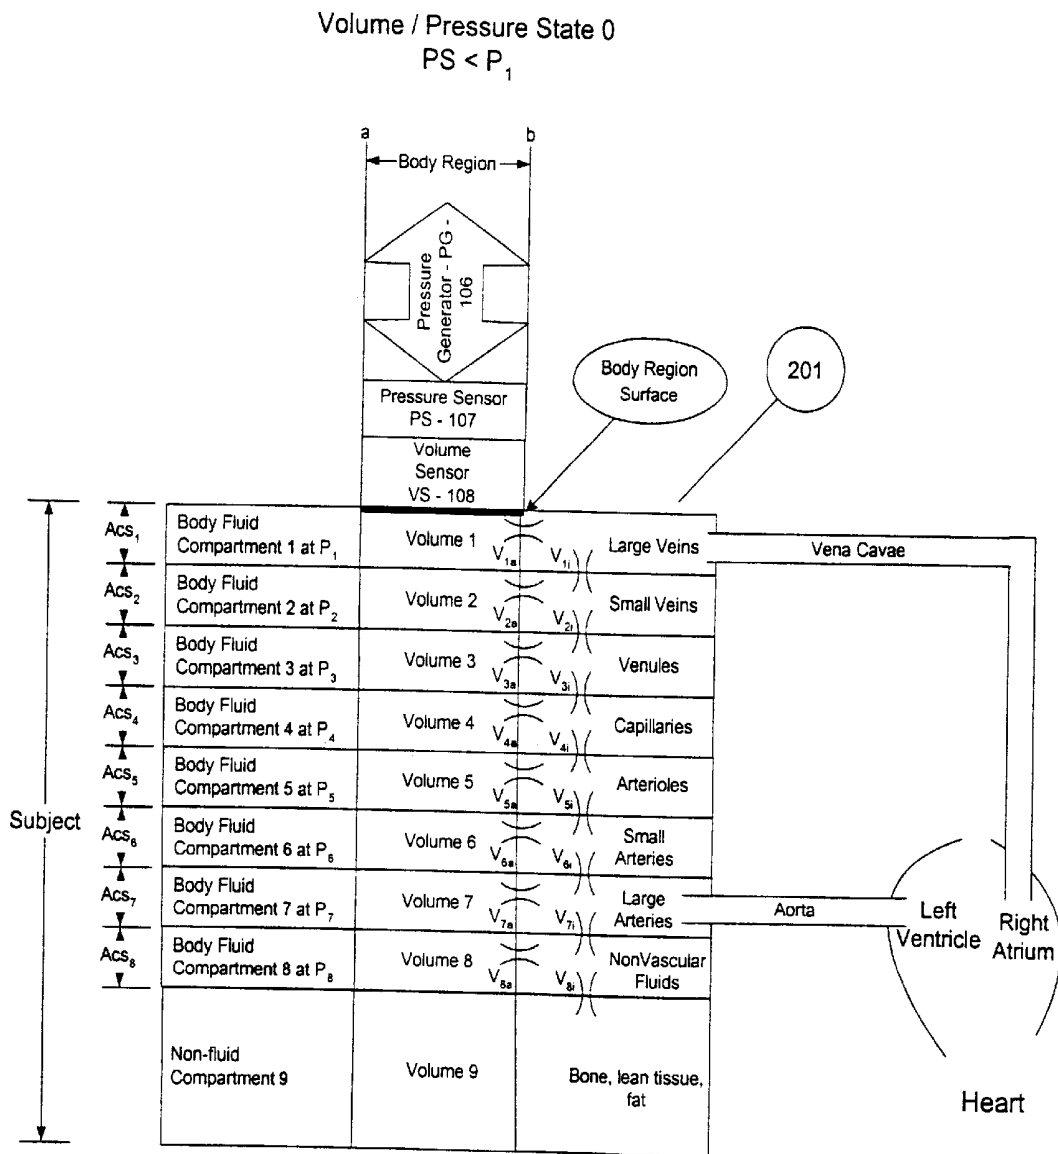 Volume / Pressure State 0
PS < P₁
a
b
Body Region
Pressure
Generator - PG -
106
Pressure Sensor
PS - 107
Volume
Sensor
VS - 108
Body Region
Surface
201
Subject
Acs₁
Body Fluid
Compartment 1 at P₁
Volume 1
V₁ₐ
V₁ᵢ
Large Veins
Vena Cavae
Acs₂
Body Fluid
Compartment 2 at P₂
Volume 2
V₂ₐ
V₂ᵢ
Small Veins
Acs₃
Body Fluid
Compartment 3 at P₃
Volume 3
V₃ₐ
V₃ᵢ
Venules
Acs₄
Body Fluid
Compartment 4 at P₄
Volume 4
V₄ₐ
V₄ᵢ
Capillaries
Acs₅
Body Fluid
Compartment 5 at P₅
Volume 5
V₅ₐ
V₅ᵢ
Arterioles
Acs₆
Body Fluid
Compartment 6 at P₆
Volume 6
V₆ₐ
V₆ᵢ
Small
Arteries
Acs₇
Body Fluid
Compartment 7 at P₇
Volume 7
V₇ₐ
V₇ᵢ
Large
Arteries
Aorta
Left
Ventricle
Right
Atrium
Acs₈
Body Fluid
Compartment 8 at P₈
Volume 8
V₈ₐ
V₈ᵢ
NonVascular
Fluids
Non-fluid
Compartment 9
Volume 9
Bone, lean tissue,
fat
Heart